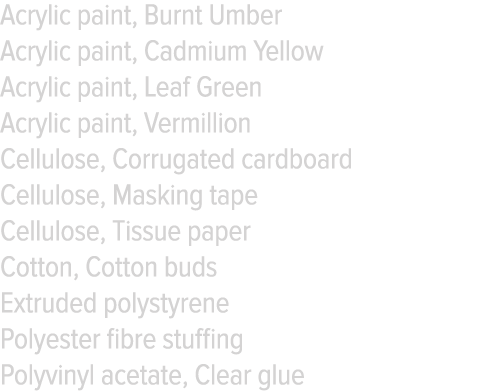 Acrylic paint, Burnt Umber
Acrylic paint, Cadmium Yellow
Acrylic paint, Leaf Green
Acrylic paint, Vermillion
Cellulose, Corrugated cardboard
Cellulose, Masking tape
Cellulose, Tissue paper
Cotton, Cotton buds
Extruded polystyrene
Polyester fibre stuffing
Polyvinyl acetate, Clear glue